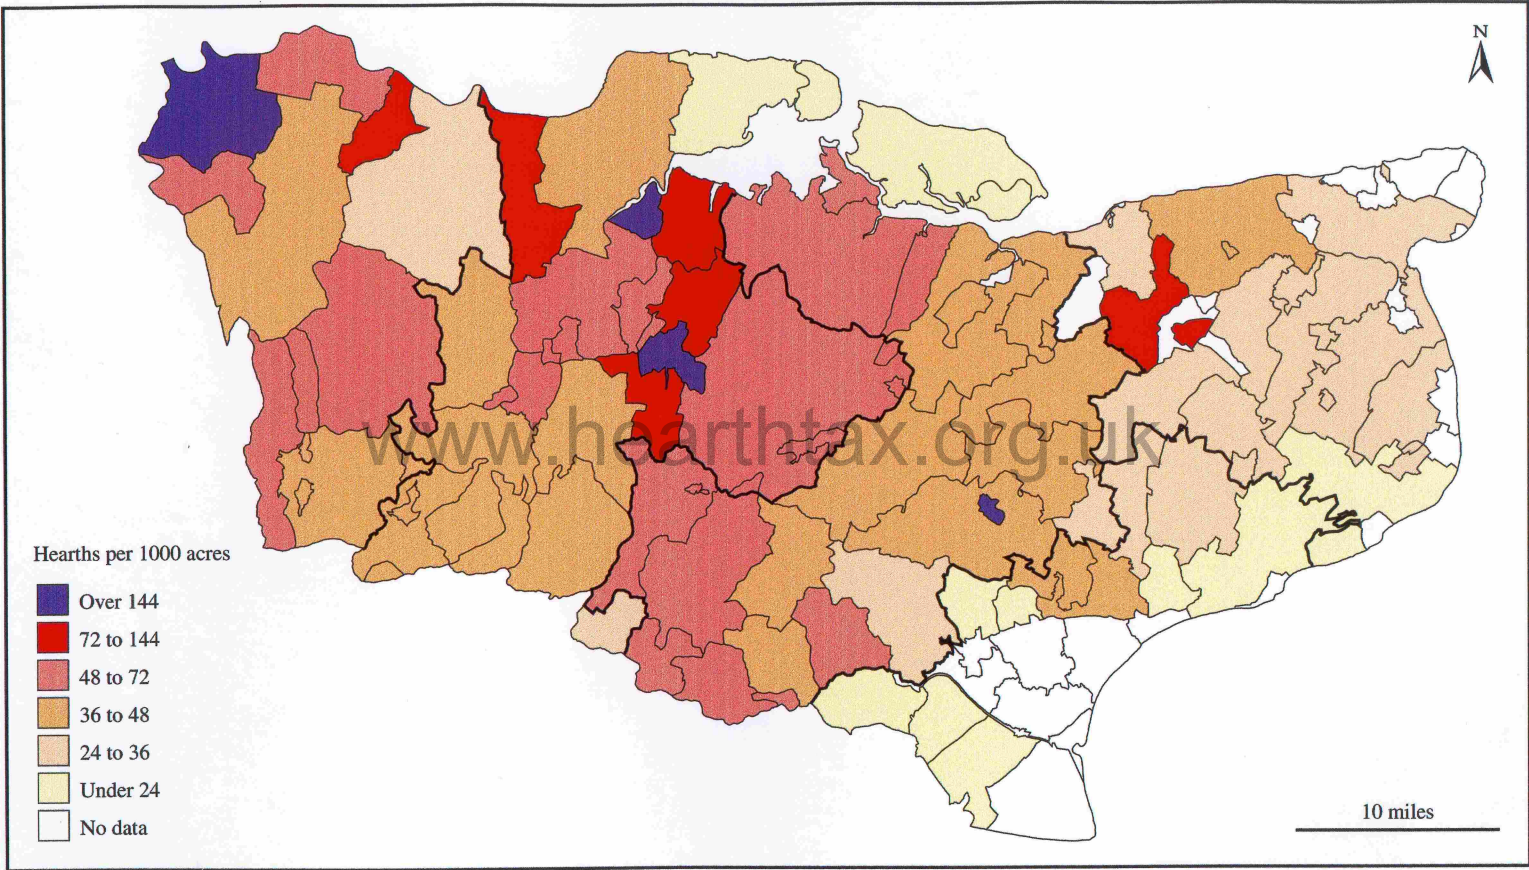 N
www.hearthtax.org.uk
Hearths per 1000 acres
Over 144
72 to 144
48 to 72
36 to 48
24 to 36
Under 24
No data
10 miles